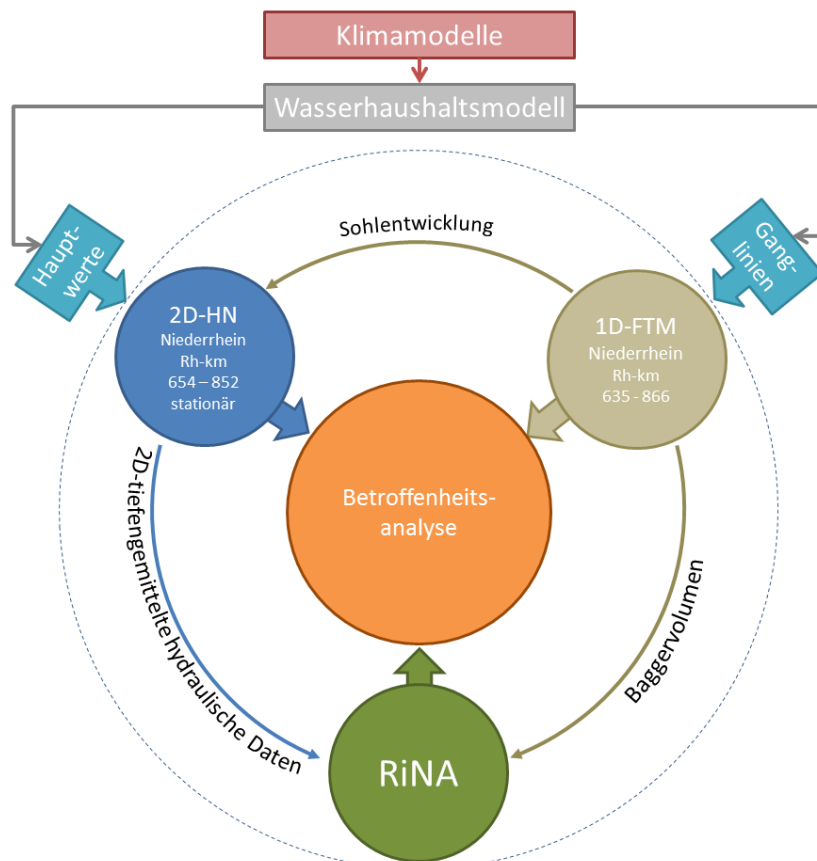 Klimamodelle
Wasserhaushaltsmodell
Haupt-
werte
Sohlentwicklung
Gang-
linien
2D-HN
Niederrhein
Rh-km
654 – 852
stationär
1D-FTM
Niederrhein
Rh-km
635 - 866
Betroffenheits-
analyse
2D-tiefengemittelte hydraulische Daten
Baggervolumen
RiNA